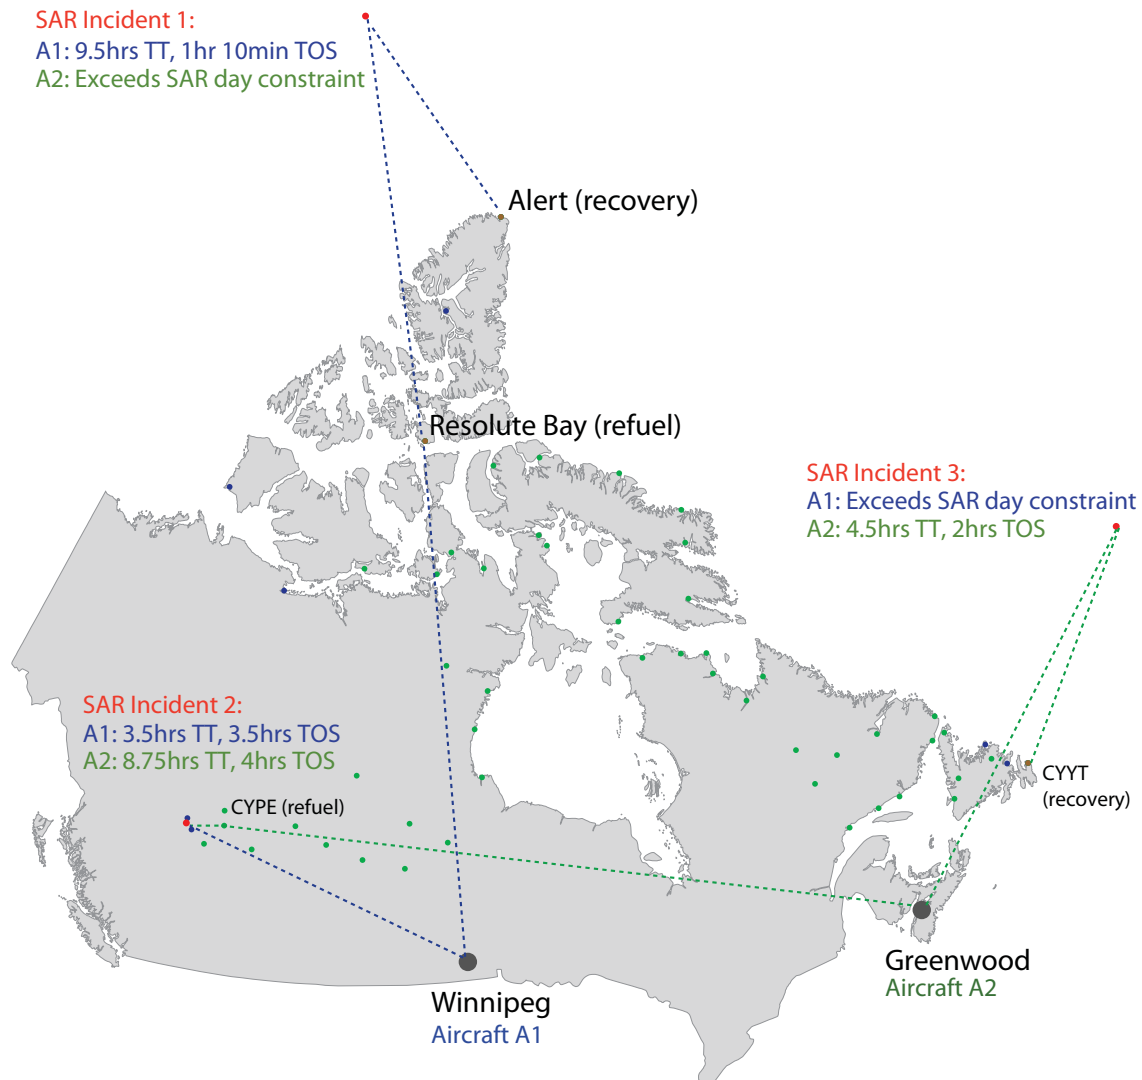 SAR Incident 1:
A1: 9.5hrs TT, 1hr 10min TOS
A2: Exceeds SAR day constraint
Alert (recovery)
Resolute Bay (refuel)
SAR Incident 3:
A1: Exceeds SAR day constraint
A2: 4.5hrs TT, 2hrs TOS
SAR Incident 2:
A1: 3.5hrs TT, 3.5hrs TOS
A2: 8.75hrs TT, 4hrs TOS
CYPE (refuel)
CYYT
(recovery)
Greenwood
Aircraft A2
Winnipeg
Aircraft A1